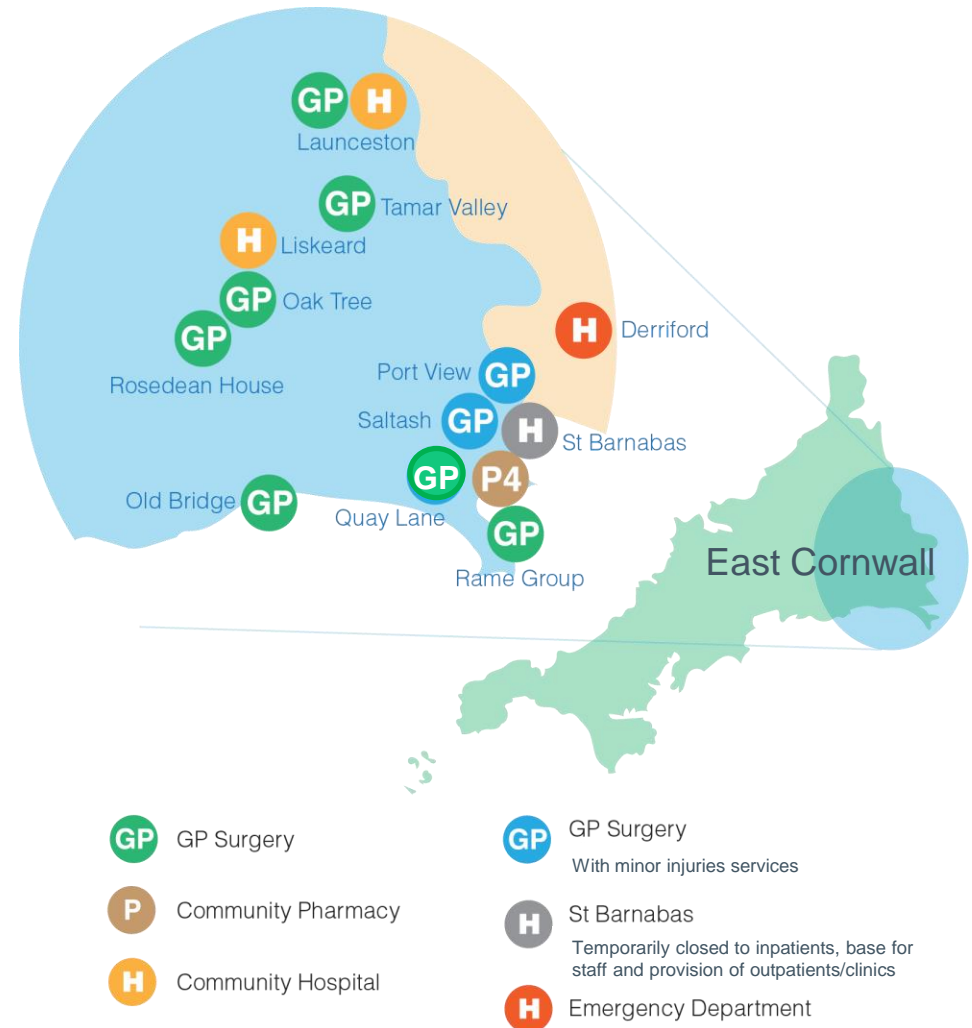 GP H
Launceston
GP Tamar Valley
H Liskeard
GP Oak Tree
GP
Rosedean House
H Derriford
Port View GP
Saltash GP
H St Barnabas
GP P4
Quay Lane
Old Bridge GP
GP
Rame Group
East Cornwall
GP GP Surgery
P Community Pharmacy
H Community Hospital
GP GP Surgery
With minor injuries services
H St Barnabas
Temporarily closed to inpatients, base for
staff and provision of outpatients/clinics
H Emergency Department